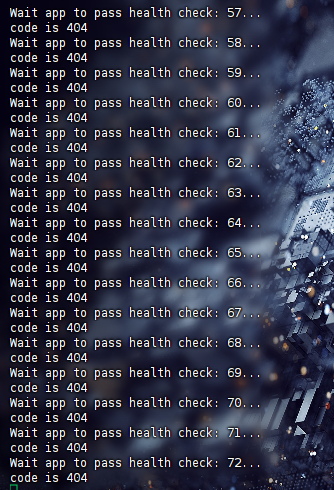 Wait app to pass health check: 57...
code is 404
Wait app to pass health check: 58...
code is 404
Wait app to pass health check: 59...
code is 404
Wait app to pass health check: 60...
code is 404
Wait app to pass health check: 61...
code is 404
Wait app to pass health check: 62...
code is 404
Wait app to pass health check: 63...
code is 404
Wait app to pass health check: 64...
code is 404
Wait app to pass health check: 65...
code is 404
Wait app to pass health check: 66...
code is 404
Wait app to pass health check: 67...
code is 404
Wait app to pass health check: 68...
code is 404
Wait app to pass health check: 69...
code is 404
Wait app to pass health check: 70...
code is 404
Wait app to pass health check: 71...
code is 404
Wait app to pass health check: 72...
code is 404